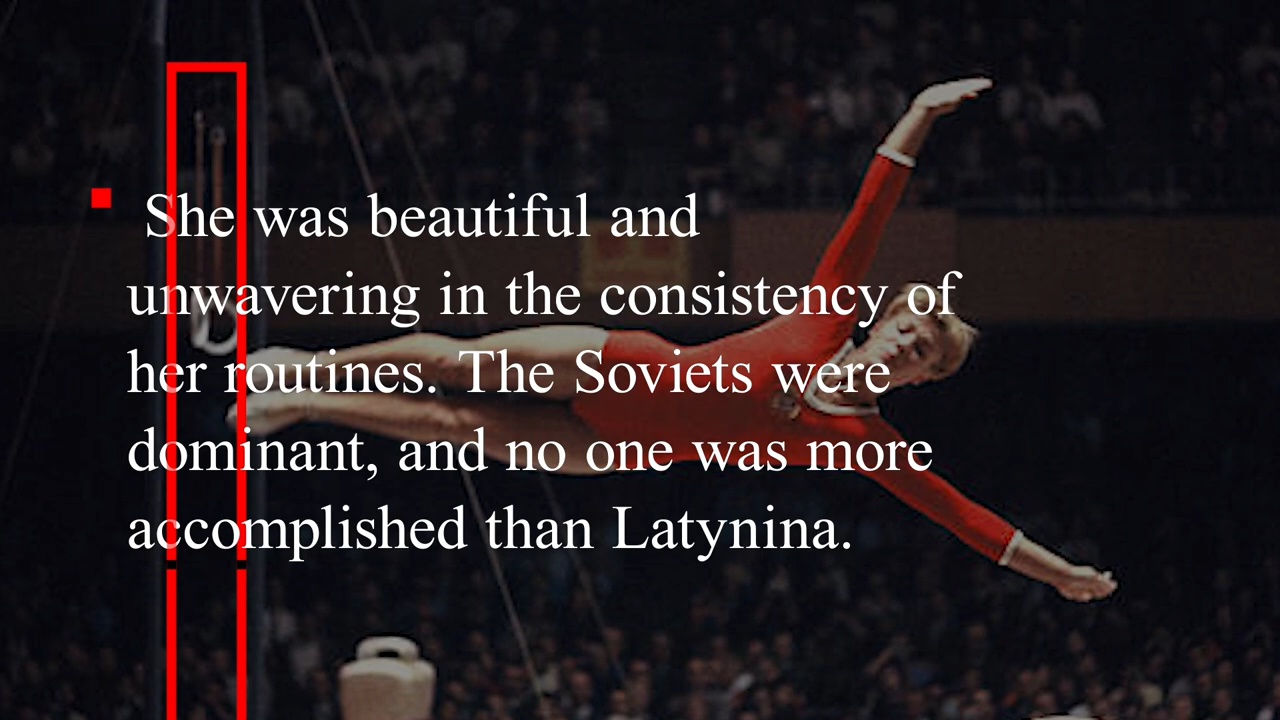 She was beautiful and
unwavering in the consistency of
her routines. The Soviets were
dominant, and no one was more
accomplished than Latynina.